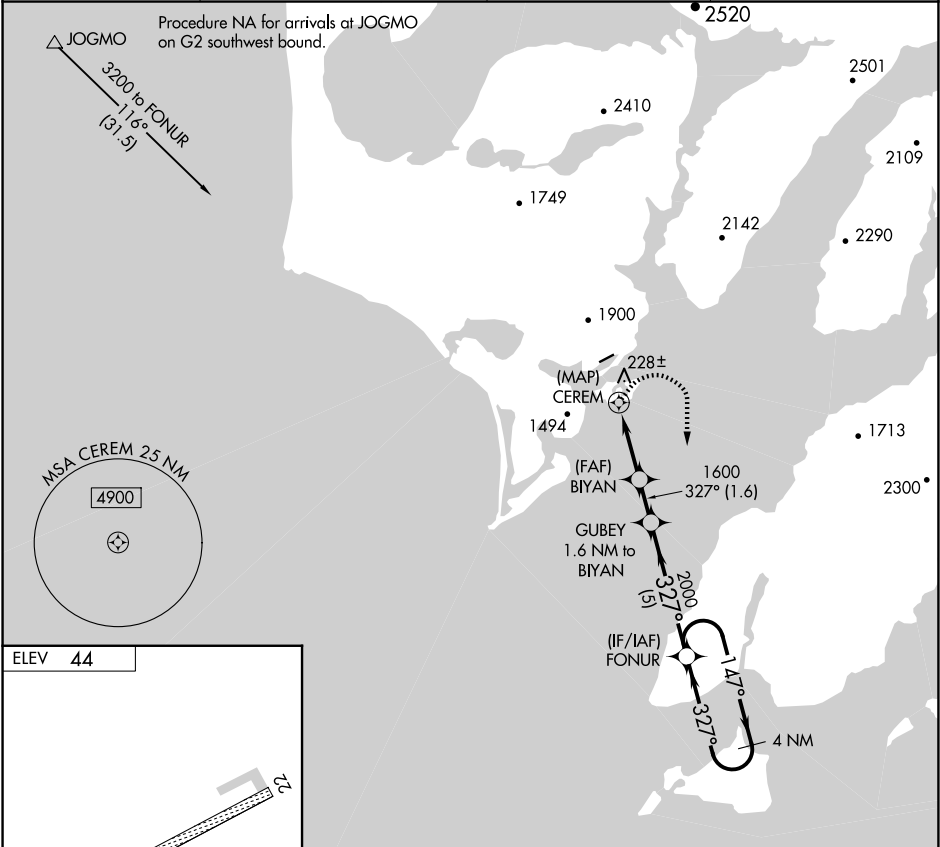 Procedure NA for arrivals at JOGMO
on G2 southwest bound.
JOGMO
3200 to FONUR
116°
(31.5)
2520
2501
2410
2109
1749
2142
2290
1900
228±
(MAP)
CEREM
1494
1713
2300
(FAF)
BIYAN
1600
327° (1.6)
GUBEY
1.6 NM to
BIYAN
2000
327°
(5)
(IF/IAF)
FONUR
147°
327°
4 NM
MSA CEREM 25 NM
4900
ELEV 44
22